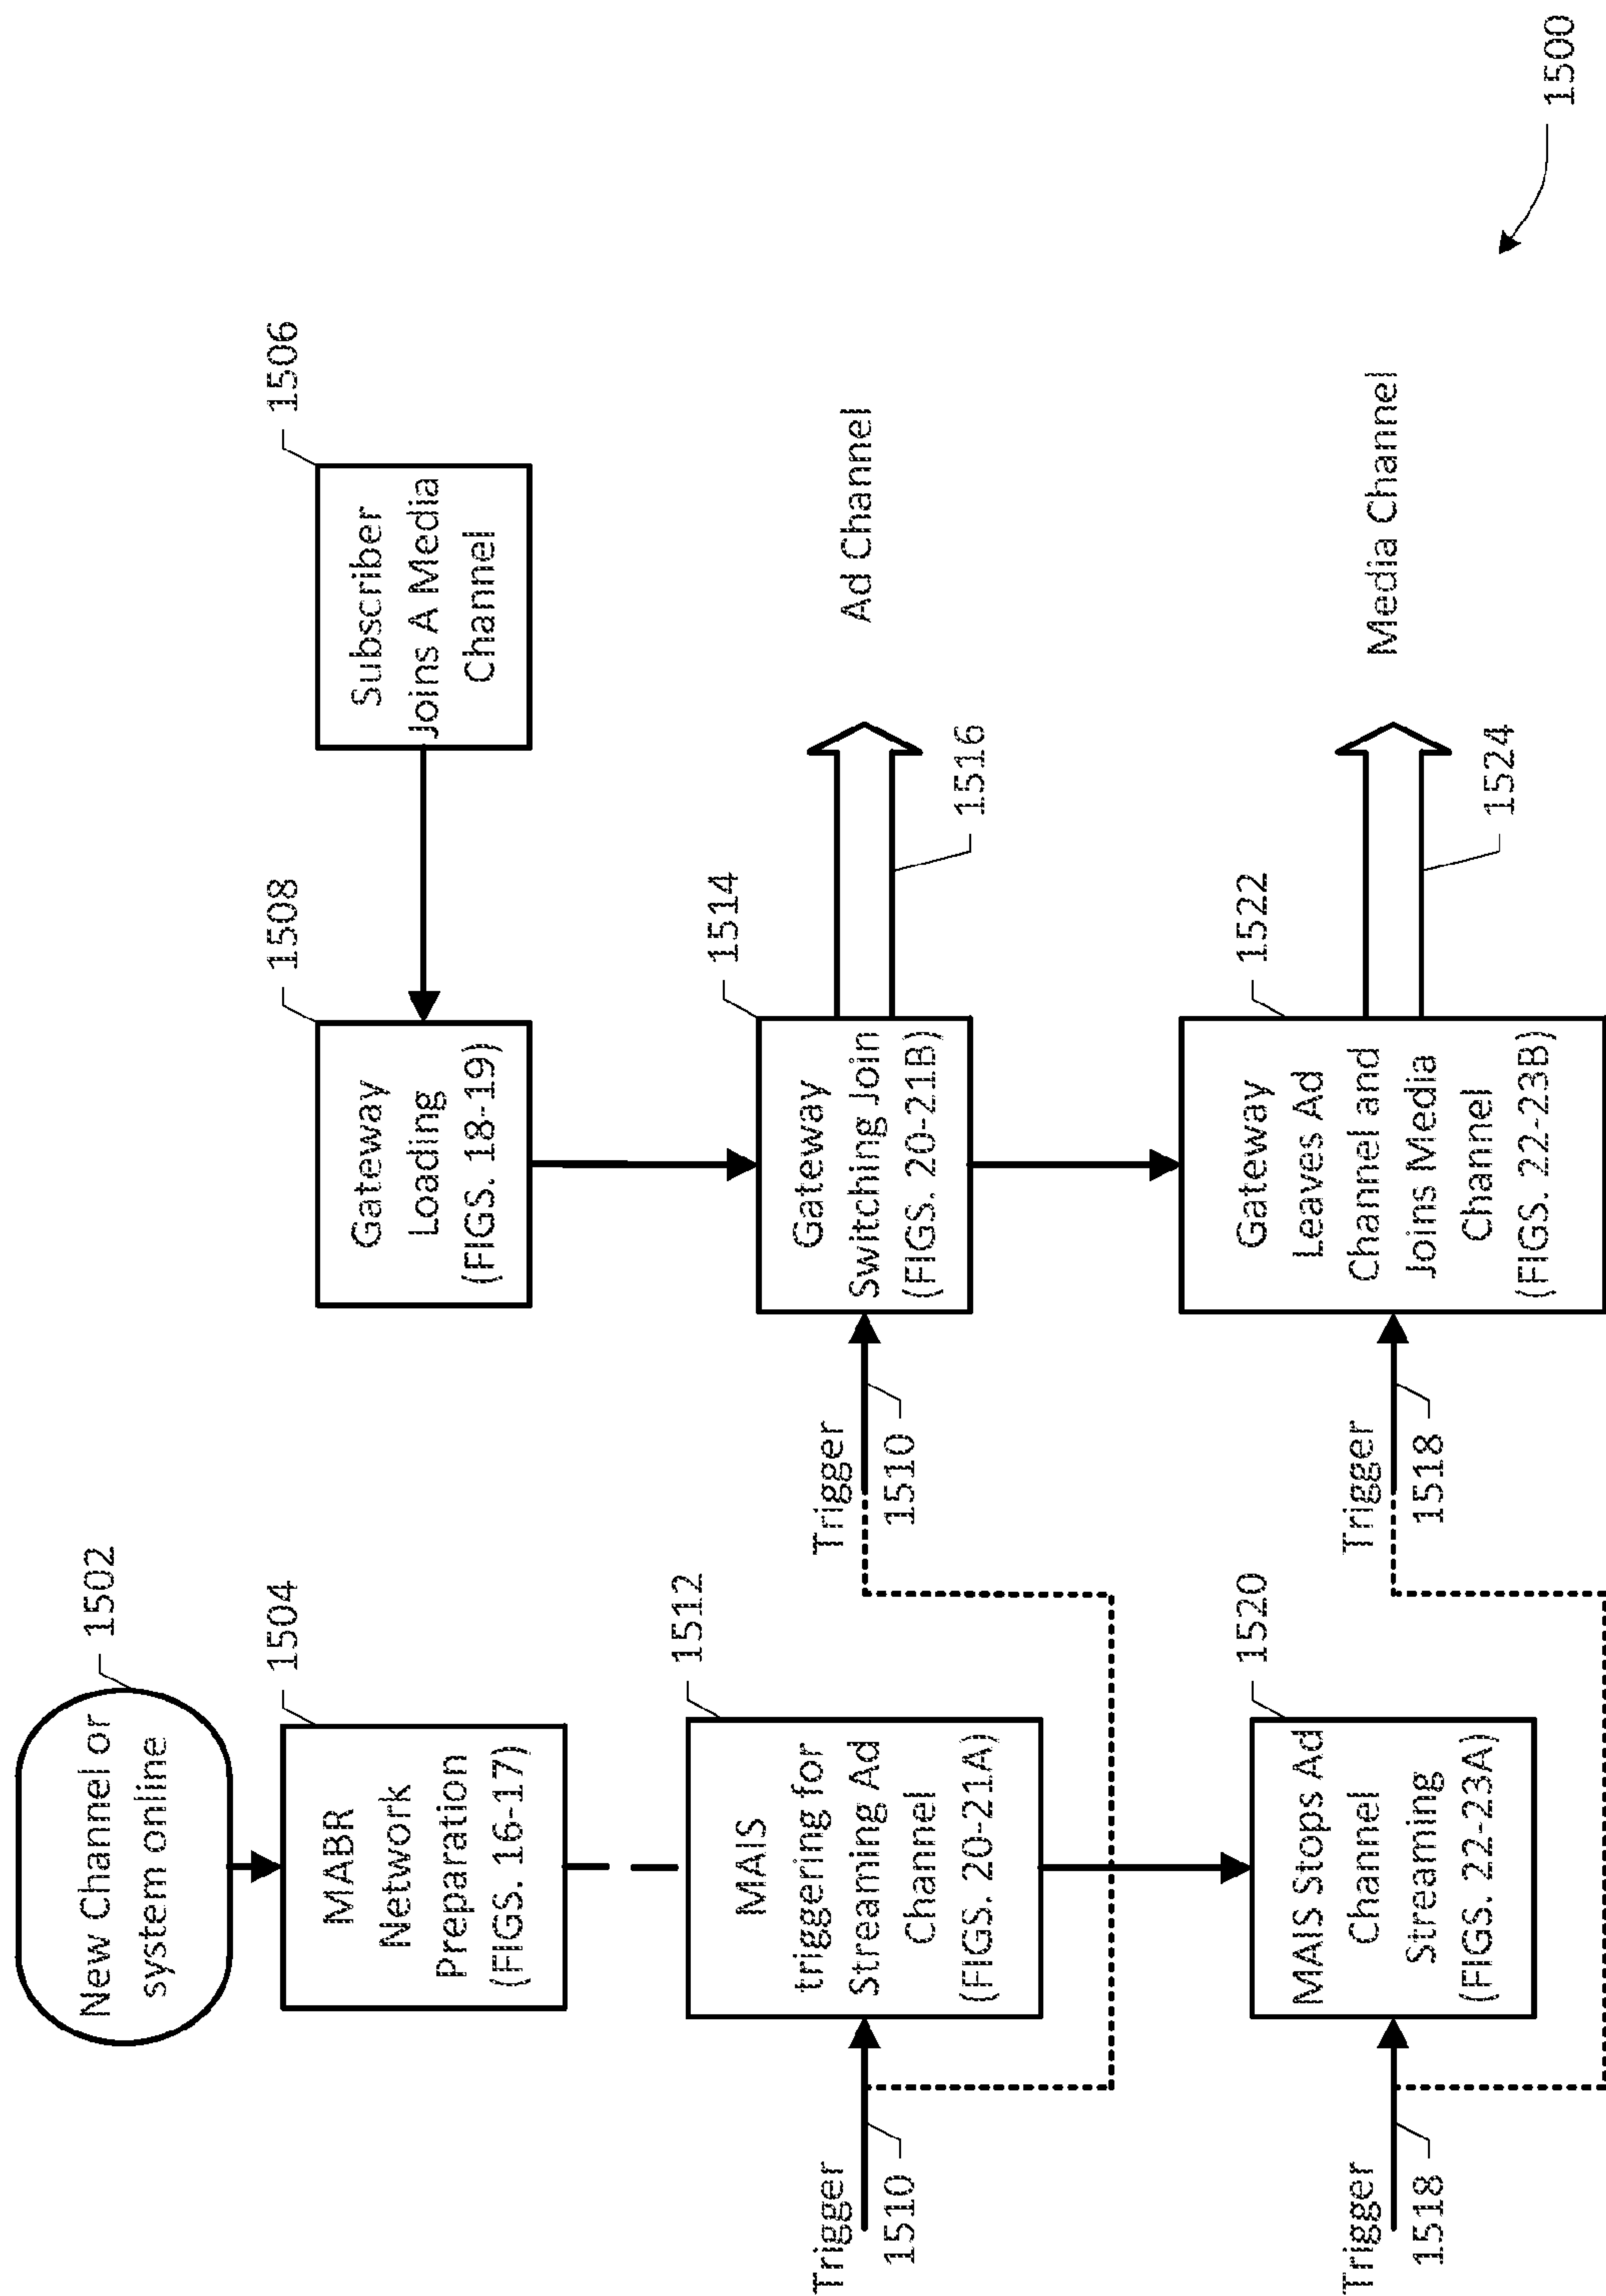 New Channel or
system online
1502
MABR
Network
Preparation
(FIGS. 16-17)
1504
Gateway
Loading
(FIGS. 18-19)
1508
Subscriber
Joins A Media
Channel
1506
Trigger
1510
MAIS
triggering for
Streaming Ad
Channel
(FIGS. 20-21A)
1512
Trigger
1510
Gateway
Switching Join
(FIGS. 20-21B)
1514
1516
Ad Channel
Trigger
1518
MAIS Stops Ad
Channel
Streaming
(FIGS. 22-23A)
1520
Trigger
1518
Gateway
Leaves Ad
Channel and
Joins Media
Channel
(FIGS. 22-23B)
1522
1524
Media Channel
1500